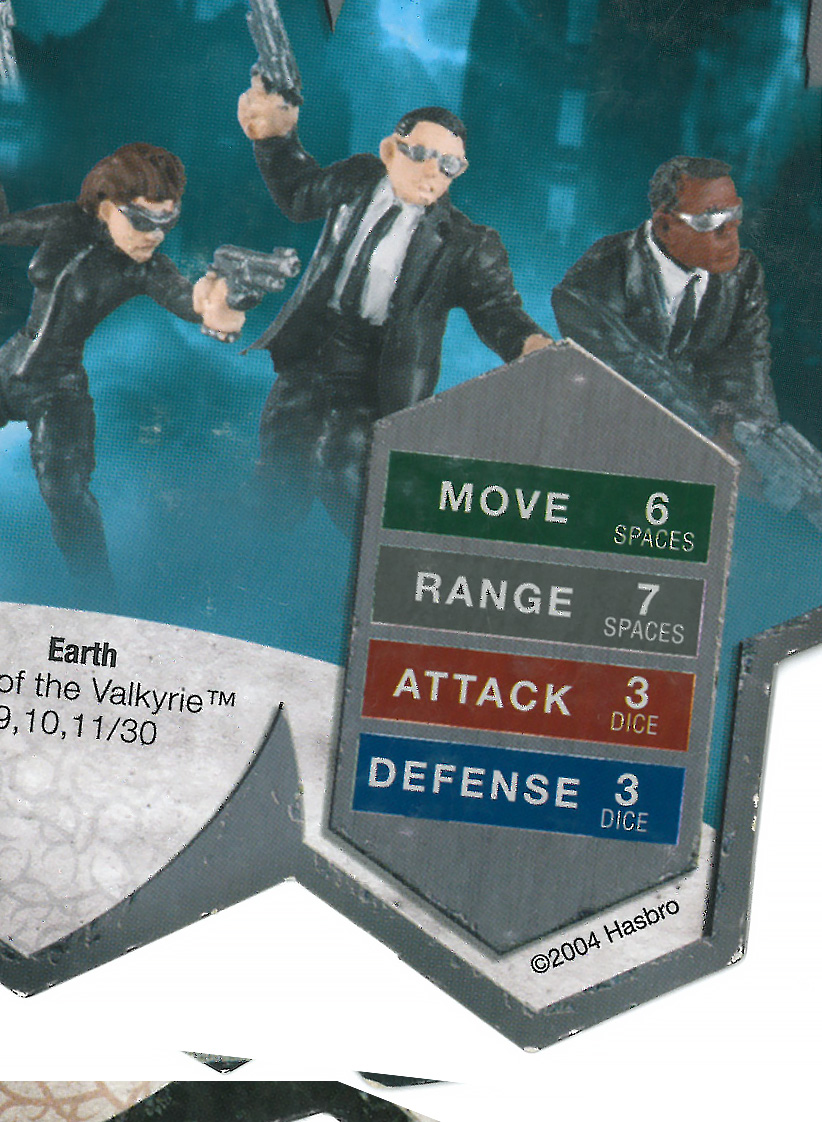 MOVE 6
SPACES
RANGE 7
SPACES
ATTACK 3
DICE
DEFENSE 3
DICE
Earth
of the Valkyrie™
9,10,11/30
©2004 Hasbro